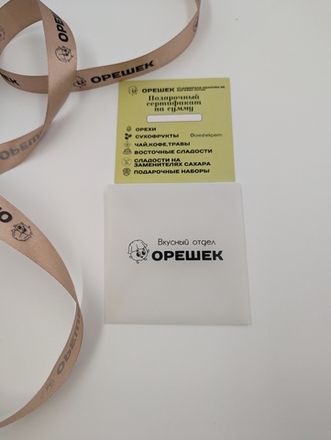 ОРЕШЕК
ОРЕШЕК
Подарочный
сертификат
на сумму
ОРЕХИ
СУХОФРУКТЫ
ЧАЙ,КОФЕ,ТРАВЫ
ВОСТОЧНЫЕ СЛАДОСТИ
СЛАДОСТИ НА
ЗАМЕНИТЕЛЯХ САХАРА
ПОДАРОЧНЫЕ НАБОРЫ
Вкусный отдел
ОРЕШЕК